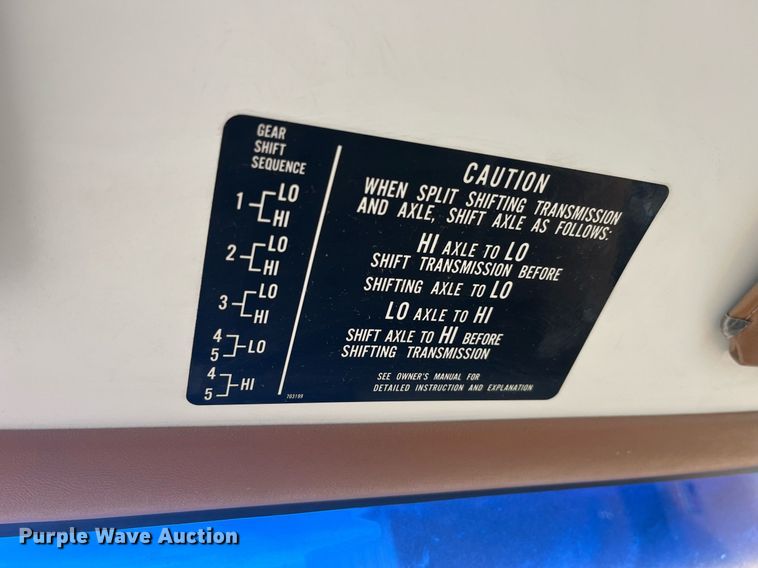 GEAR
SHIFT
SEQUENCE
1 LO
HI
2 LO
HI
3 LO
HI
4
5 LO
4
5 HI
703199
CAUTION
WHEN SPLIT SHIFTING TRANSMISSION
AND AXLE, SHIFT AXLE AS FOLLOWS:
HI AXLE TO LO
SHIFT TRANSMISSION BEFORE
SHIFTING AXLE TO LO
LO AXLE TO HI
SHIFT AXLE TO HI BEFORE
SHIFTING TRANSMISSION
SEE OWNER'S MANUAL FOR
DETAILED INSTRUCTION AND EXPLANATION
Purple Wave Auction